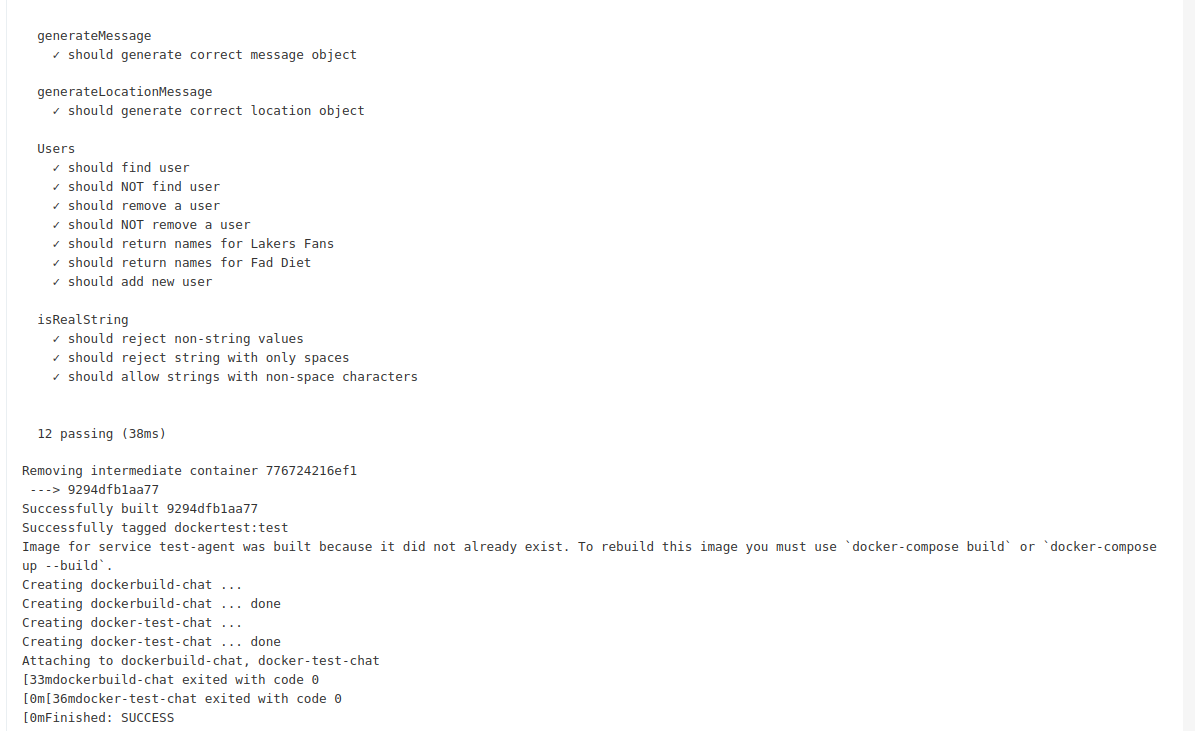 generateMessage
✓ should generate correct message object
generateLocationMessage
✓ should generate correct location object
Users
✓ should find user
✓ should NOT find user
✓ should remove a user
✓ should NOT remove a user
✓ should return names for Lakers Fans
✓ should return names for Fad Diet
✓ should add new user
isRealString
✓ should reject non-string values
✓ should reject string with only spaces
✓ should allow strings with non-space characters
12 passing (38ms)
Removing intermediate container 776724216ef1
---> 9294dfb1aa77
Successfully built 9294dfb1aa77
Successfully tagged dockertest:test
Image for service test-agent was built because it did not already exist. To rebuild this image you must use `docker-compose build` or `docker-compose
up --build`.
Creating dockerbuild-chat ...
Creating dockerbuild-chat ... done
Creating docker-test-chat ...
Creating docker-test-chat ... done
Attaching to dockerbuild-chat, docker-test-chat
[33mdockerbuild-chat exited with code 0
[0m[36mdocker-test-chat exited with code 0
[0mFinished: SUCCESS